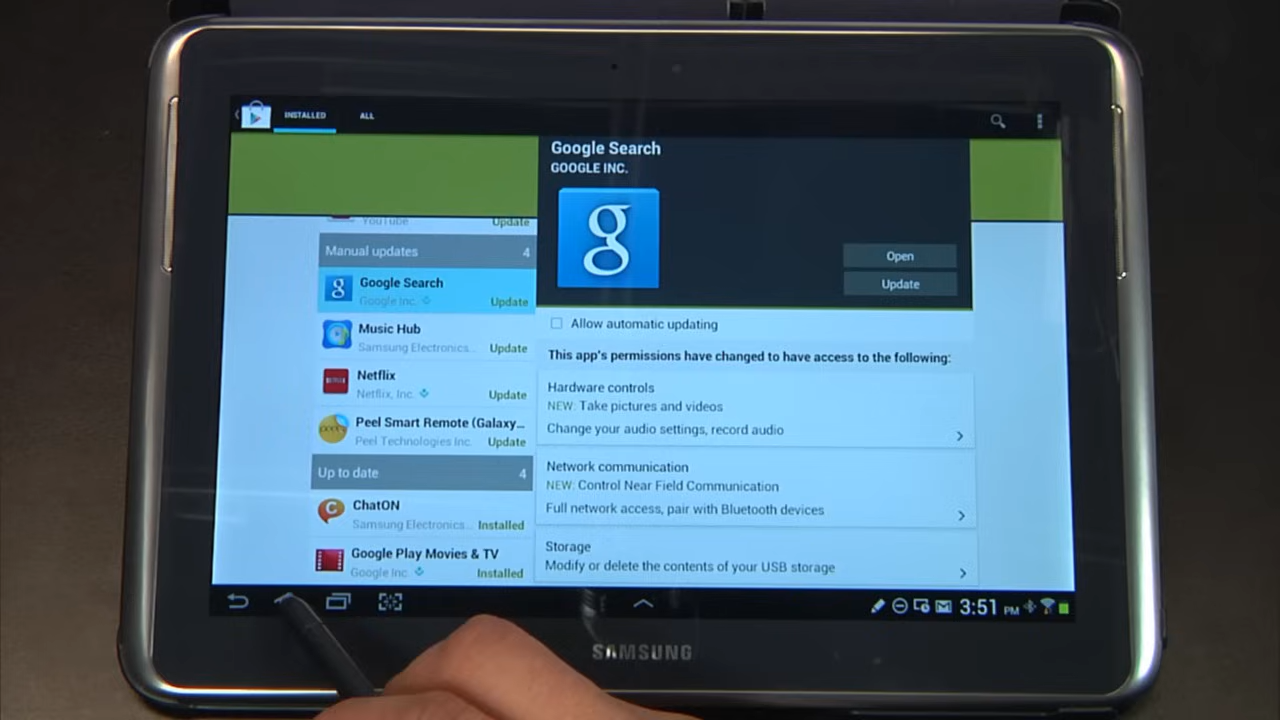 INSTALLED ALL
Google Search
GOOGLE INC.
g
Open
Update
YouTube
Update
Manual updates 4
g
Google Search
Google Inc.
Update
Music Hub
Samsung Electronics..
Update
NETFLIX
Netflix
Netflix, Inc.
Update
Peel Smart Remote (Galaxy...
Peel Technologies Inc.
Update
Up to date 4
C
ChatON
Samsung Electronics..
Installed
Google Play Movies & TV
Google Inc.
Installed
Allow automatic updating
This app's permissions have changed to have access to the following:
Hardware controls
NEW: Take pictures and videos
Change your audio settings, record audio
Network communication
NEW: Control Near Field Communication
Full network access, pair with Bluetooth devices
Storage
Modify or delete the contents of your USB storage
3:51 PM
SAMSUNG